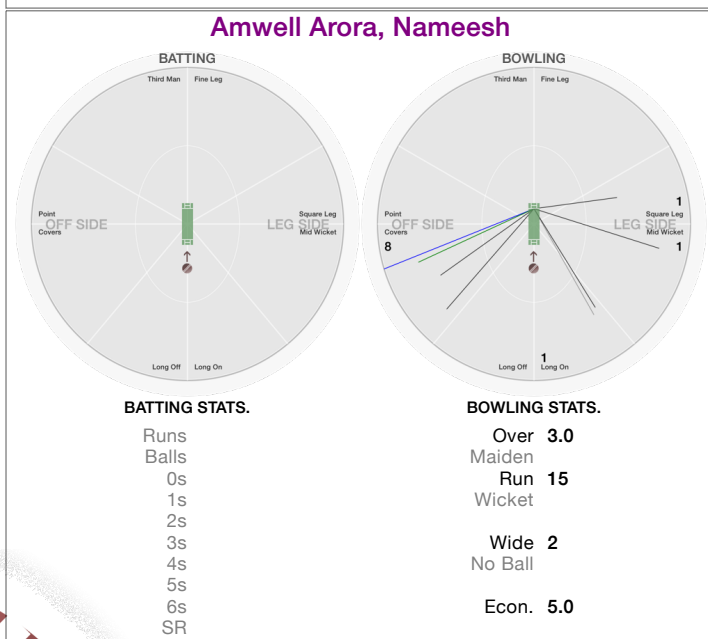 Amwell Arora, Nameesh
BATTING
Third Man Fine Leg
Point
OFF SIDE
Covers
Square Leg
LEG SIDE
Mid Wicket
Long Off Long On
BOWLING
Third Man Fine Leg
1
Point
OFF SIDE
Covers
Square Leg
LEG SIDE
Mid Wicket
8
1
1
Long Off Long On
BATTING STATS.
Runs
Balls
0s
1s
2s
3s
4s
5s
6s
SR
BOWLING STATS.
Over 3.0
Maiden
Run 15
Wicket
Wide 2
No Ball
Econ. 5.0